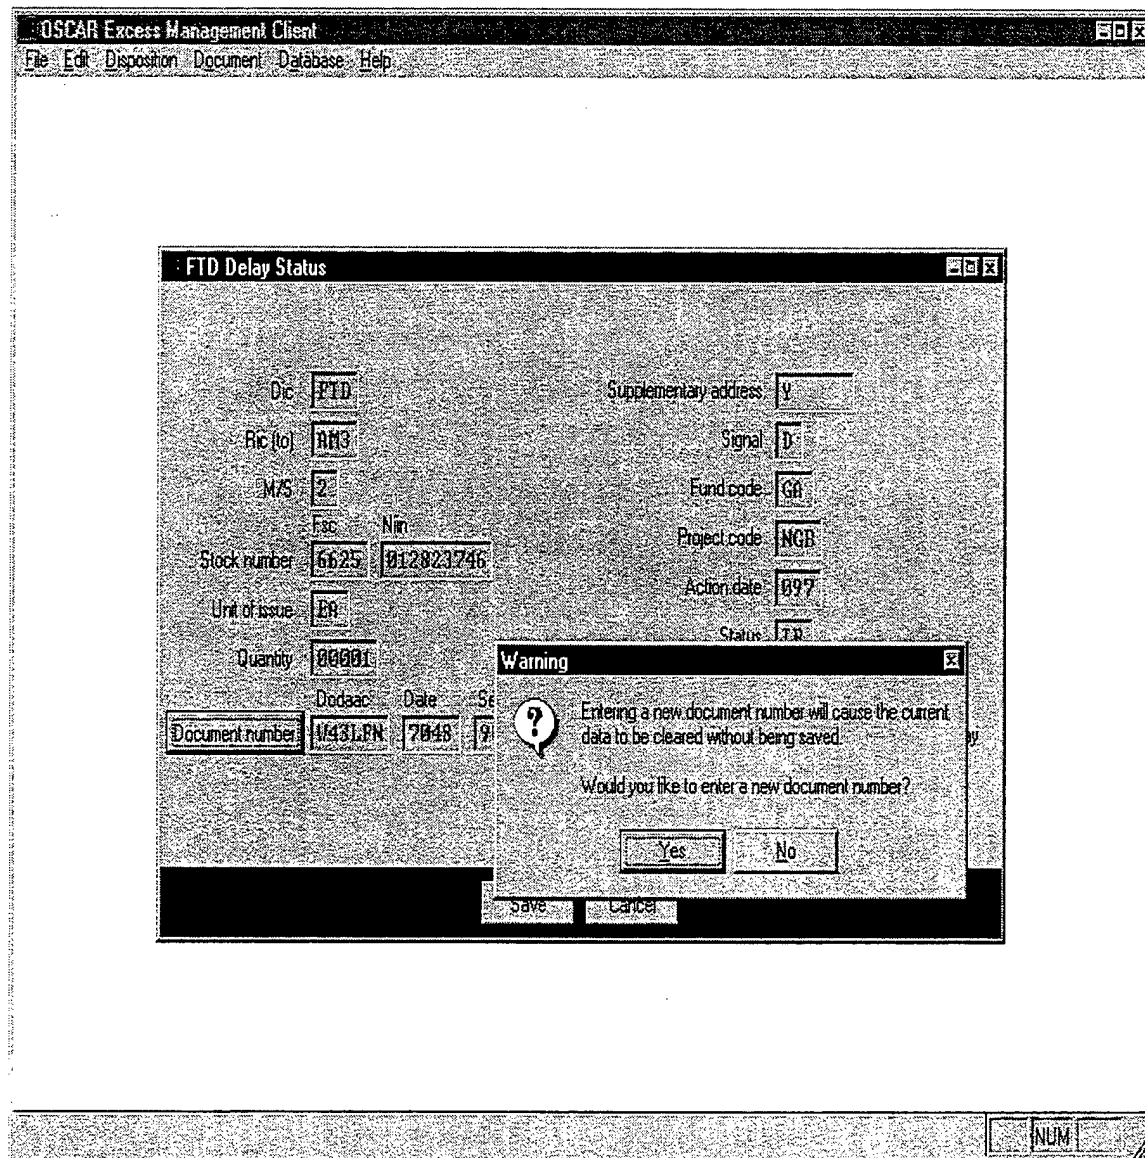 OSCAR Excess Management Client
File Edit Disposition Document Database Help
FTD Delay Status
Dic FTD
Supplementary address Y
Ric (to) AM3
Signal D
M/S 2
Fund code GA
Fsc Niin
Project code NGB
Stock number 6625 012823746
Action date 097
Unit of issue EA
Status
Quantity 00001
Warning
Dodaac Date Se
Document number 7048 9
Entering a new document number will cause the current
data to be cleared without being saved.
Would you like to enter a new document number?
Yes No
Save Cancel
NUM